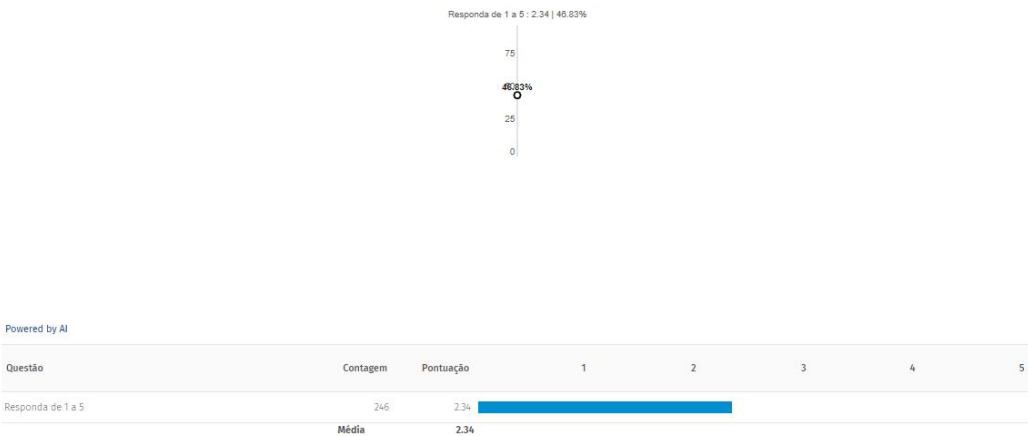 Responda de 1 a 5 : 2.34 | 46.83%
75
46.83%
25
0
Powered by AI
Questão Contagem Pontuação 1 2 3 4 5
Responda de 1 a 5 246 2.34
Média 2.34